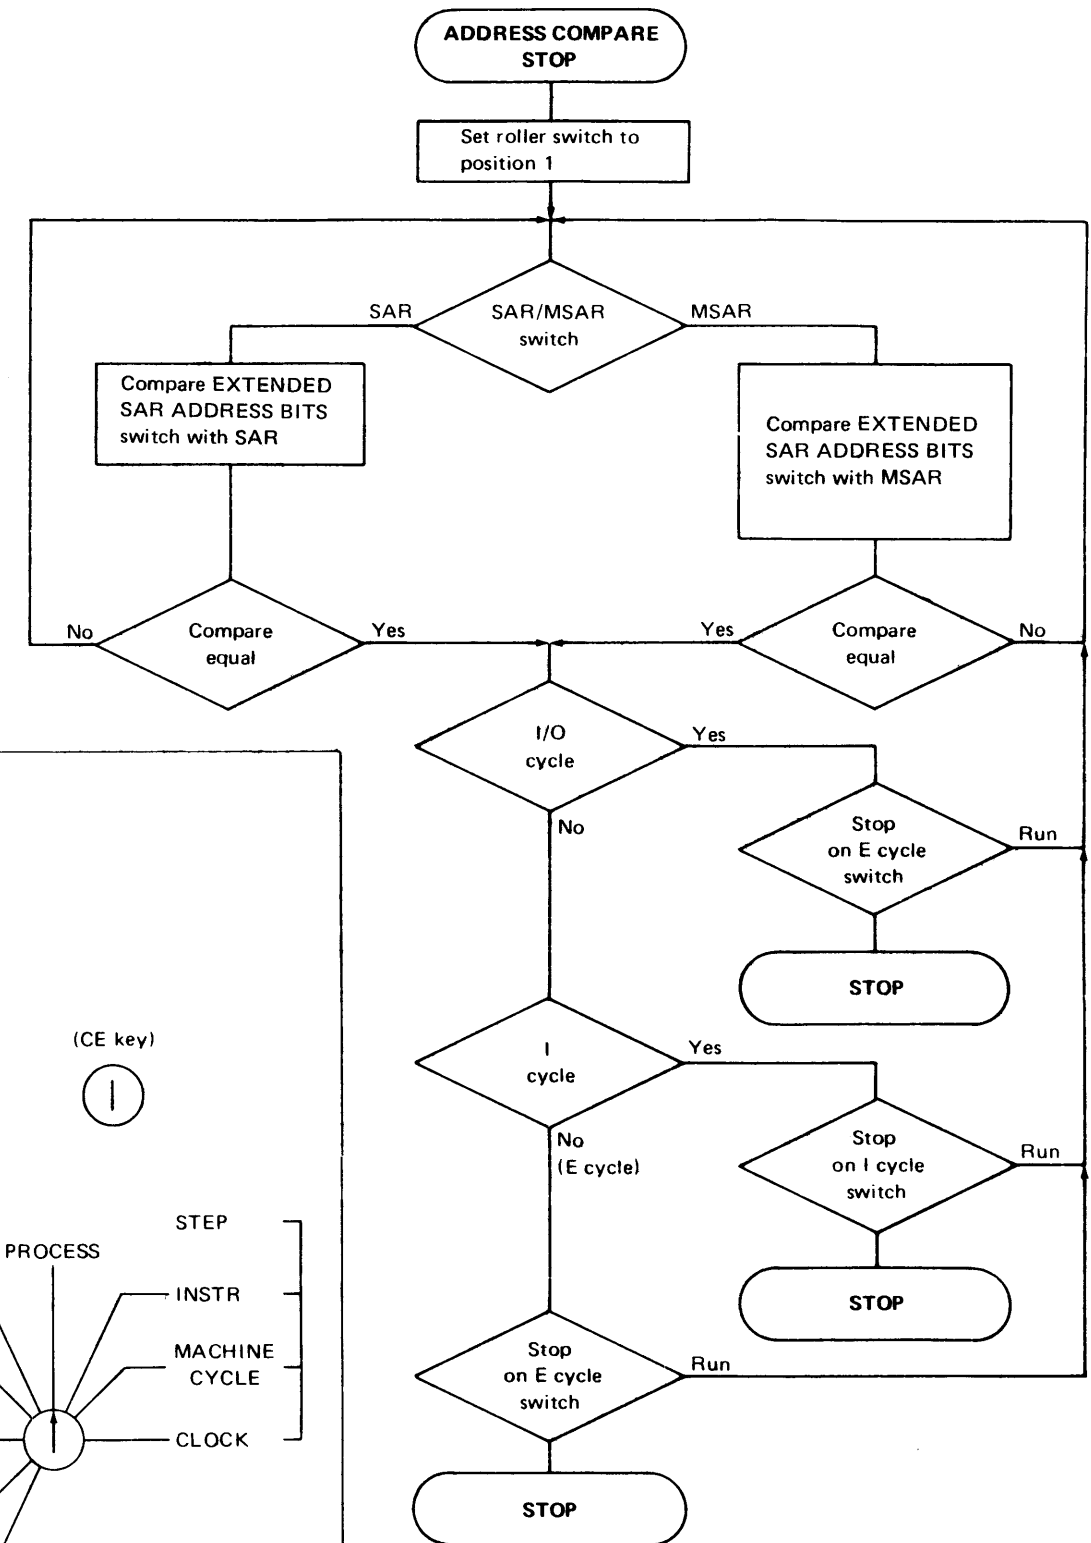 ADDRESS COMPARE
STOP
Set roller switch to
position 1
SAR/MSAR
switch
SAR
MSAR
Compare EXTENDED
SAR ADDRESS BITS
switch with SAR
Compare EXTENDED
SAR ADDRESS BITS
switch with MSAR
No
Compare
equal
Yes
Yes
Compare
equal
No
I/O
cycle
Yes
No
Stop
on E cycle
switch
Run
STOP
I
cycle
Yes
No
(E cycle)
Stop
on I cycle
switch
Run
STOP
Stop
on E cycle
switch
Run
STOP
(CE key)
PROCESS
STEP
INSTR
MACHINE
CYCLE
CLOCK